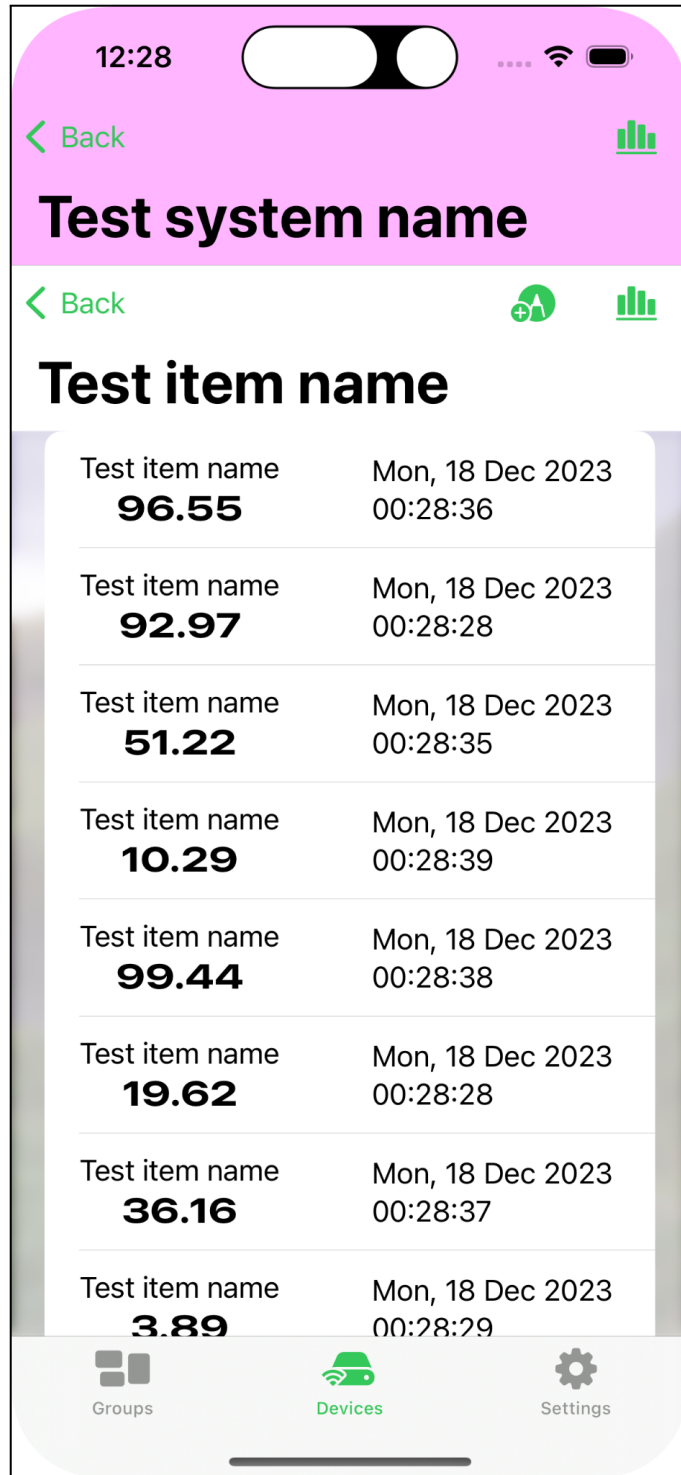 12:28
Back
Test system name
Back
Test item name
Test item name
96.55
Mon, 18 Dec 2023
00:28:36
Test item name
92.97
Mon, 18 Dec 2023
00:28:28
Test item name
51.22
Mon, 18 Dec 2023
00:28:35
Test item name
10.29
Mon, 18 Dec 2023
00:28:39
Test item name
99.44
Mon, 18 Dec 2023
00:28:38
Test item name
19.62
Mon, 18 Dec 2023
00:28:28
Test item name
36.16
Mon, 18 Dec 2023
00:28:37
Test item name
3.89
Mon, 18 Dec 2023
00:28:29
Groups
Devices
Settings